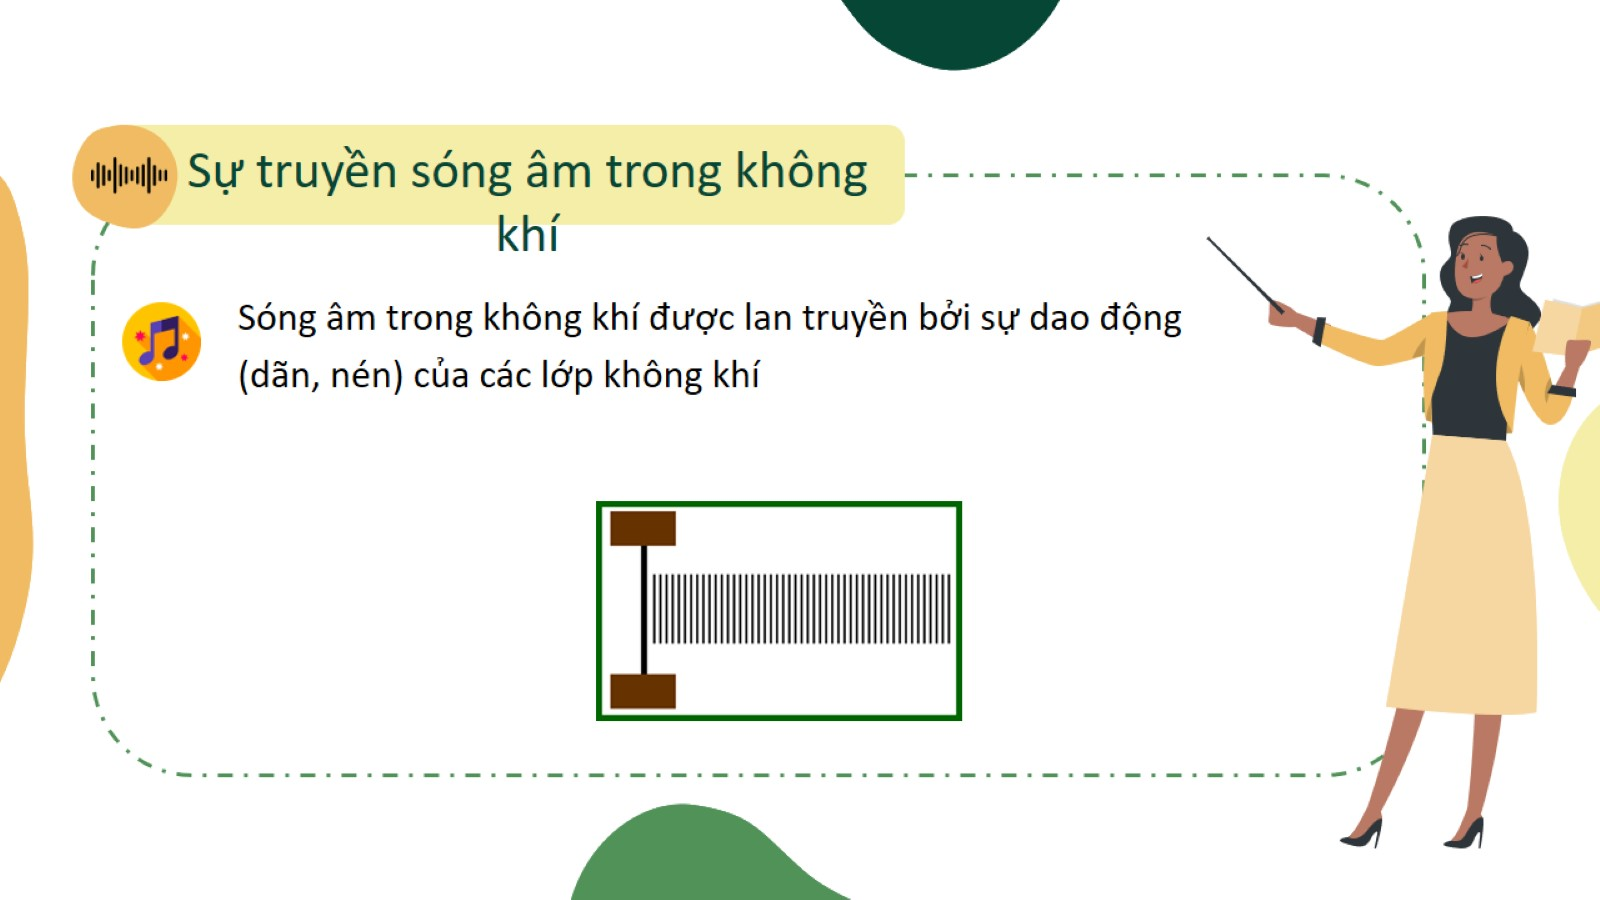 Sự truyền sóng âm trong không
khí
Sóng âm trong không khí được lan truyền bởi sự dao động
(dãn, nén) của các lớp không khí